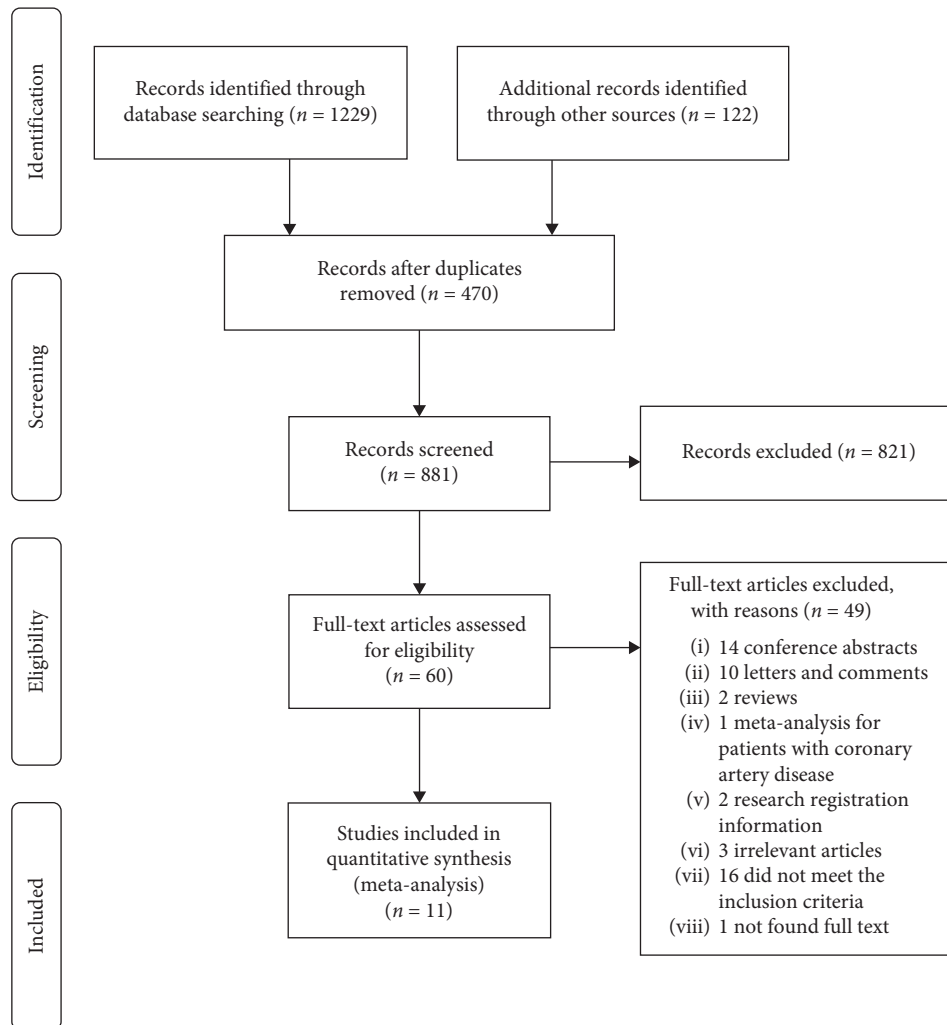 Identification
Records identified through
database searching (n = 1229)
Additional records identified
through other sources (n = 122)
Records after duplicates
removed (n = 470)
Screening
Records screened
(n = 881)
Records excluded (n = 821)
Eligibility
Full-text articles assessed
for eligibility
(n = 60)
Full-text articles excluded,
with reasons (n = 49)
(i) 14 conference abstracts
(ii) 10 letters and comments
(iii) 2 reviews
(iv) 1 meta-analysis for
patients with coronary
artery disease
(v) 2 research registration
information
(vi) 3 irrelevant articles
(vii) 16 did not meet the
inclusion criteria
(viii) 1 not found full text
Included
Studies included in
quantitative synthesis
(meta-analysis)
(n = 11)